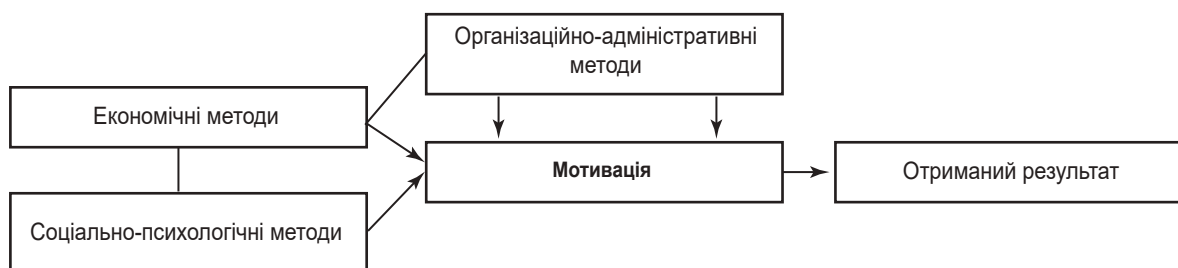 Організаційно-адміністративні
методи
Економічні методи
Мотивація
Отриманий результат
Соціально-психологічні методи